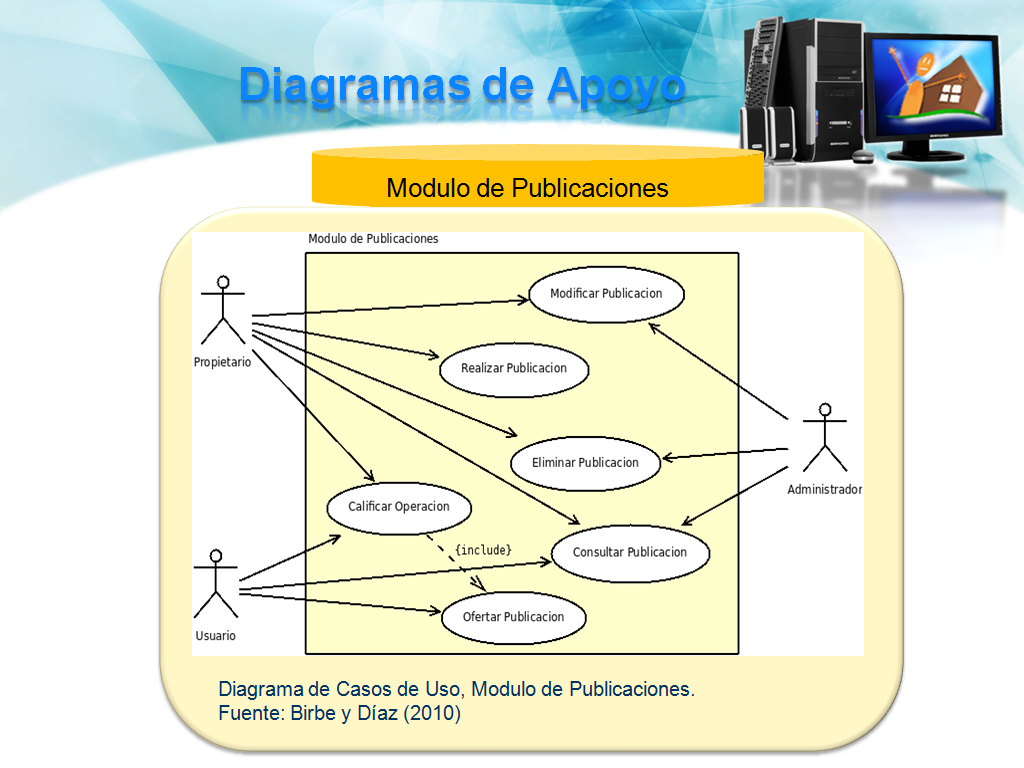 Diagramas de Apoyo
Modulo de Publicaciones
Modulo de Publicaciones
Modificar Publicacion
Propietario
Realizar Publicacion
Eliminar Publicacion
Administrador
Calificar Operacion
{include}
Consultar Publicacion
Ofertar Publicacion
Usuario
Diagrama de Casos de Uso, Modulo de Publicaciones.
Fuente: Birbe y Díaz (2010)